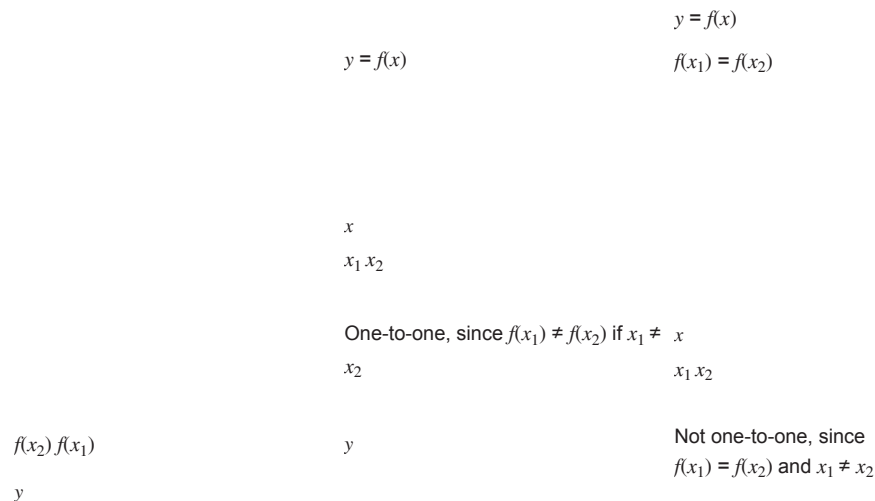 y = f(x)
f(x₁) = f(x₂)
y = f(x)
x
x₁ x₂
One-to-one, since f(x₁) ≠ f(x₂) if x₁ ≠
x₂
x
x₁ x₂
f(x₂) f(x₁)
y
y
Not one-to-one, since
f(x₁) = f(x₂) and x₁ ≠ x₂